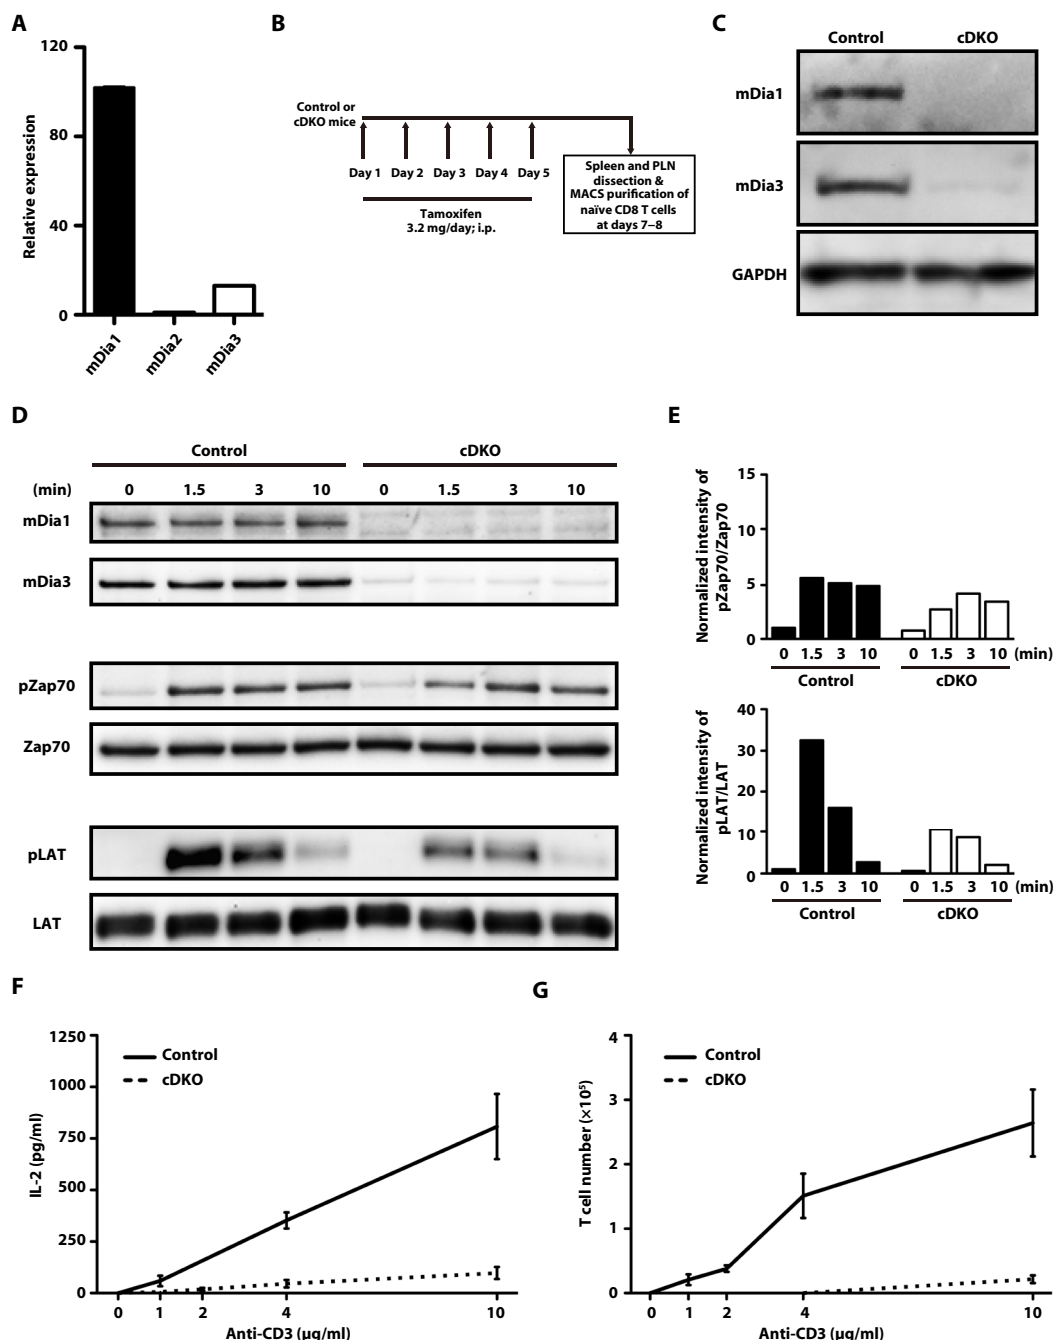 A
120
80
40
0
Relative expression
mDia1
mDia2
mDia3
B
Control or
cDKO mice
Day 1 Day 2 Day 3 Day 4 Day 5
Tamoxifen
3.2 mg/day; i.p.
Spleen and PLN
dissection &
MACS purification of
naïve CD8 T cells
at days 7–8
C
Control cDKO
mDia1
mDia3
GAPDH
D
Control cDKO
(min) 0 1.5 3 10 0 1.5 3 10
mDia1
mDia3
pZap70
Zap70
pLAT
LAT
E
Normalized intensity of
pZap70/Zap70
15
10
5
0
0 1.5 3 10 0 1.5 3 10 (min)
Control cDKO
Normalized intensity of
pLAT/LAT
40
30
20
10
0
0 1.5 3 10 0 1.5 3 10 (min)
Control cDKO
F
IL-2 (pg/ml)
1250
1000
750
500
250
0
Control
cDKO
0 1 2 4 10
Anti-CD3 (µg/ml)
G
T cell number (×10⁵)
4
3
2
1
0
Control
cDKO
0 1 2 4 10
Anti-CD3 (µg/ml)